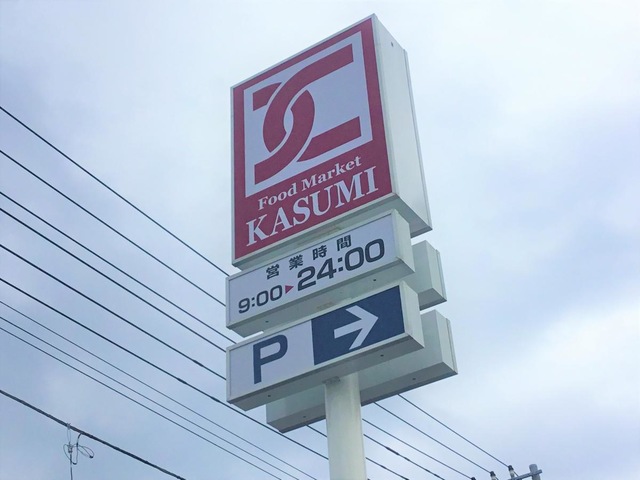 Food Market
KASUMI
営業時間
9:00▶24:00
P →